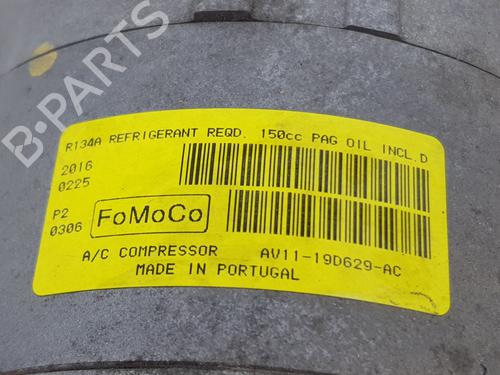 B-PARTS
R134A REFRIGERANT REQD. 150cc PAG OIL INCL.D
2016
0225
P2
0306
FoMoCo
A/C COMPRESSOR AV11-19D629-AC
MADE IN PORTUGAL